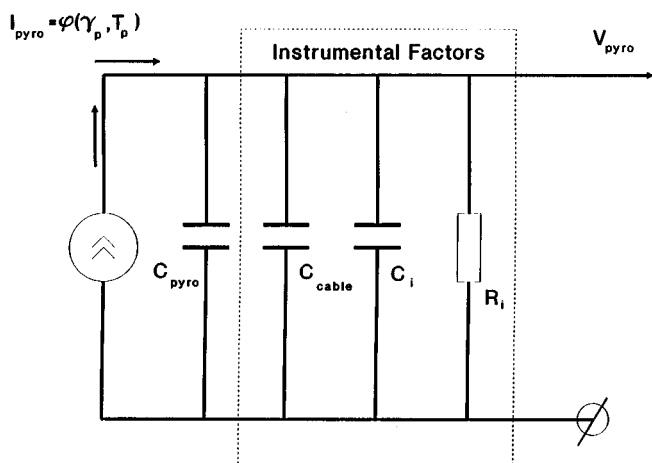 I_pyro = φ(γ_p, T_p)
Instrumental Factors
V_pyro
C_pyro
C_cable
C_i
R_i